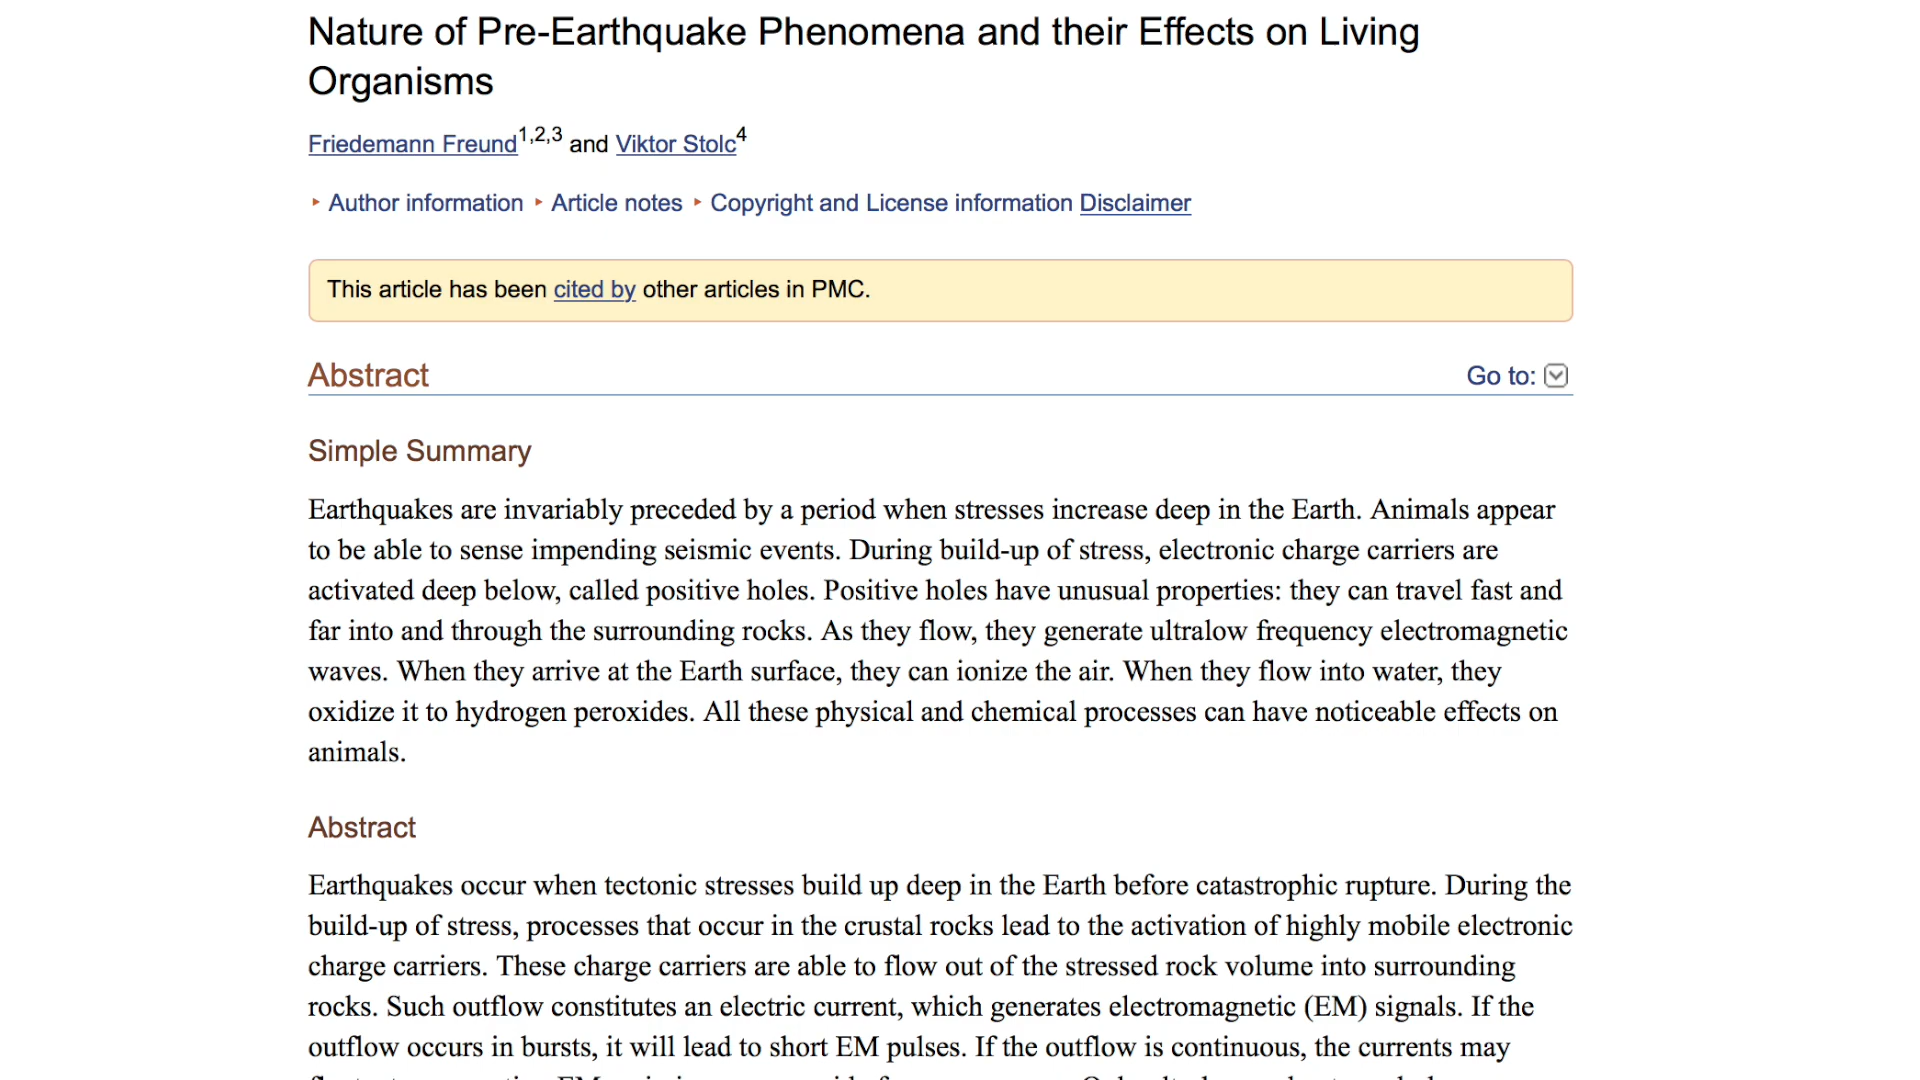 Nature of Pre-Earthquake Phenomena and their Effects on Living
Organisms
Friedemann Freund1,2,3 and Viktor Stolc4
‣ Author information ‣ Article notes ‣ Copyright and License information Disclaimer
This article has been cited by other articles in PMC.
Abstract
Go to:
Simple Summary
Earthquakes are invariably preceded by a period when stresses increase deep in the Earth. Animals appear
to be able to sense impending seismic events. During build-up of stress, electronic charge carriers are
activated deep below, called positive holes. Positive holes have unusual properties: they can travel fast and
far into and through the surrounding rocks. As they flow, they generate ultralow frequency electromagnetic
waves. When they arrive at the Earth surface, they can ionize the air. When they flow into water, they
oxidize it to hydrogen peroxides. All these physical and chemical processes can have noticeable effects on
animals.
Abstract
Earthquakes occur when tectonic stresses build up deep in the Earth before catastrophic rupture. During the
build-up of stress, processes that occur in the crustal rocks lead to the activation of highly mobile electronic
charge carriers. These charge carriers are able to flow out of the stressed rock volume into surrounding
rocks. Such outflow constitutes an electric current, which generates electromagnetic (EM) signals. If the
outflow occurs in bursts, it will lead to short EM pulses. If the outflow is continuous, the currents may